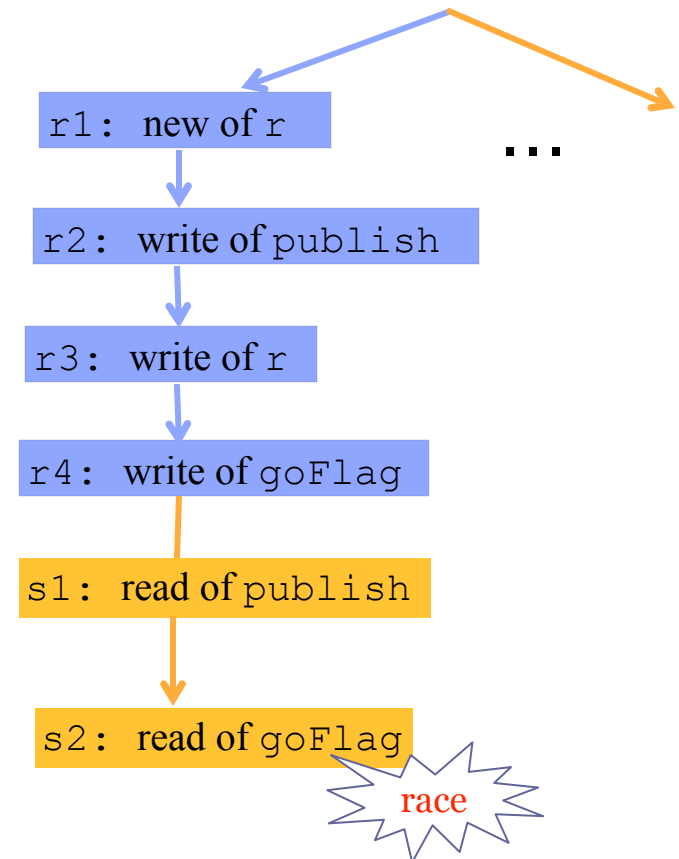 r1: new of r
...
r2: write of publish
r3: write of r
r4: write of goFlag
s1: read of publish
s2: read of goFlag
race